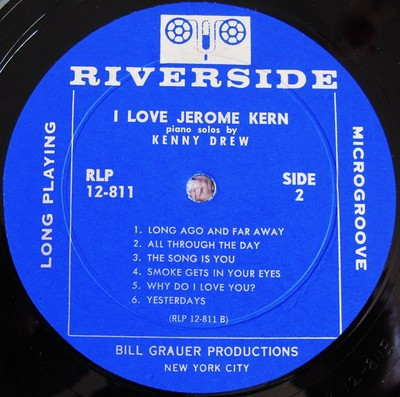 RIVERSIDE
I LOVE JEROME KERN
piano solos by
KENNY DREW
LONG PLAYING
MICROGROOVE
RLP
12-811
SIDE
2
1. LONG AGO AND FAR AWAY
2. ALL THROUGH THE DAY
3. THE SONG IS YOU
4. SMOKE GETS IN YOUR EYES
5. WHY DO I LOVE YOU?
6. YESTERDAYS
(RLP 12-811 B)
BILL GRAUER PRODUCTIONS
NEW YORK CITY